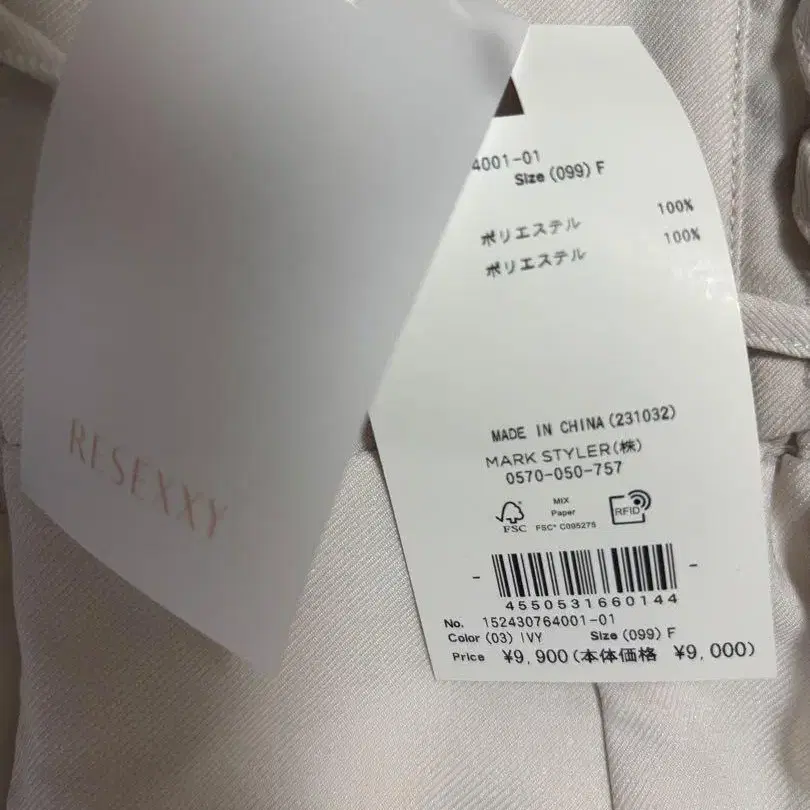 RESEXXY
4001-01
Size (099) F
ポリエステル 100%
ポリエステル 100%
MADE IN CHINA(231032)
MARK STYLER(株)
0570-050-757
FSC
MIX
Paper
FSC® C095275
RFID
4550531660144
No. 152430764001-01
Color (03) IVY Size (099) F
Price ¥9,900(本体価格 ¥9,000)